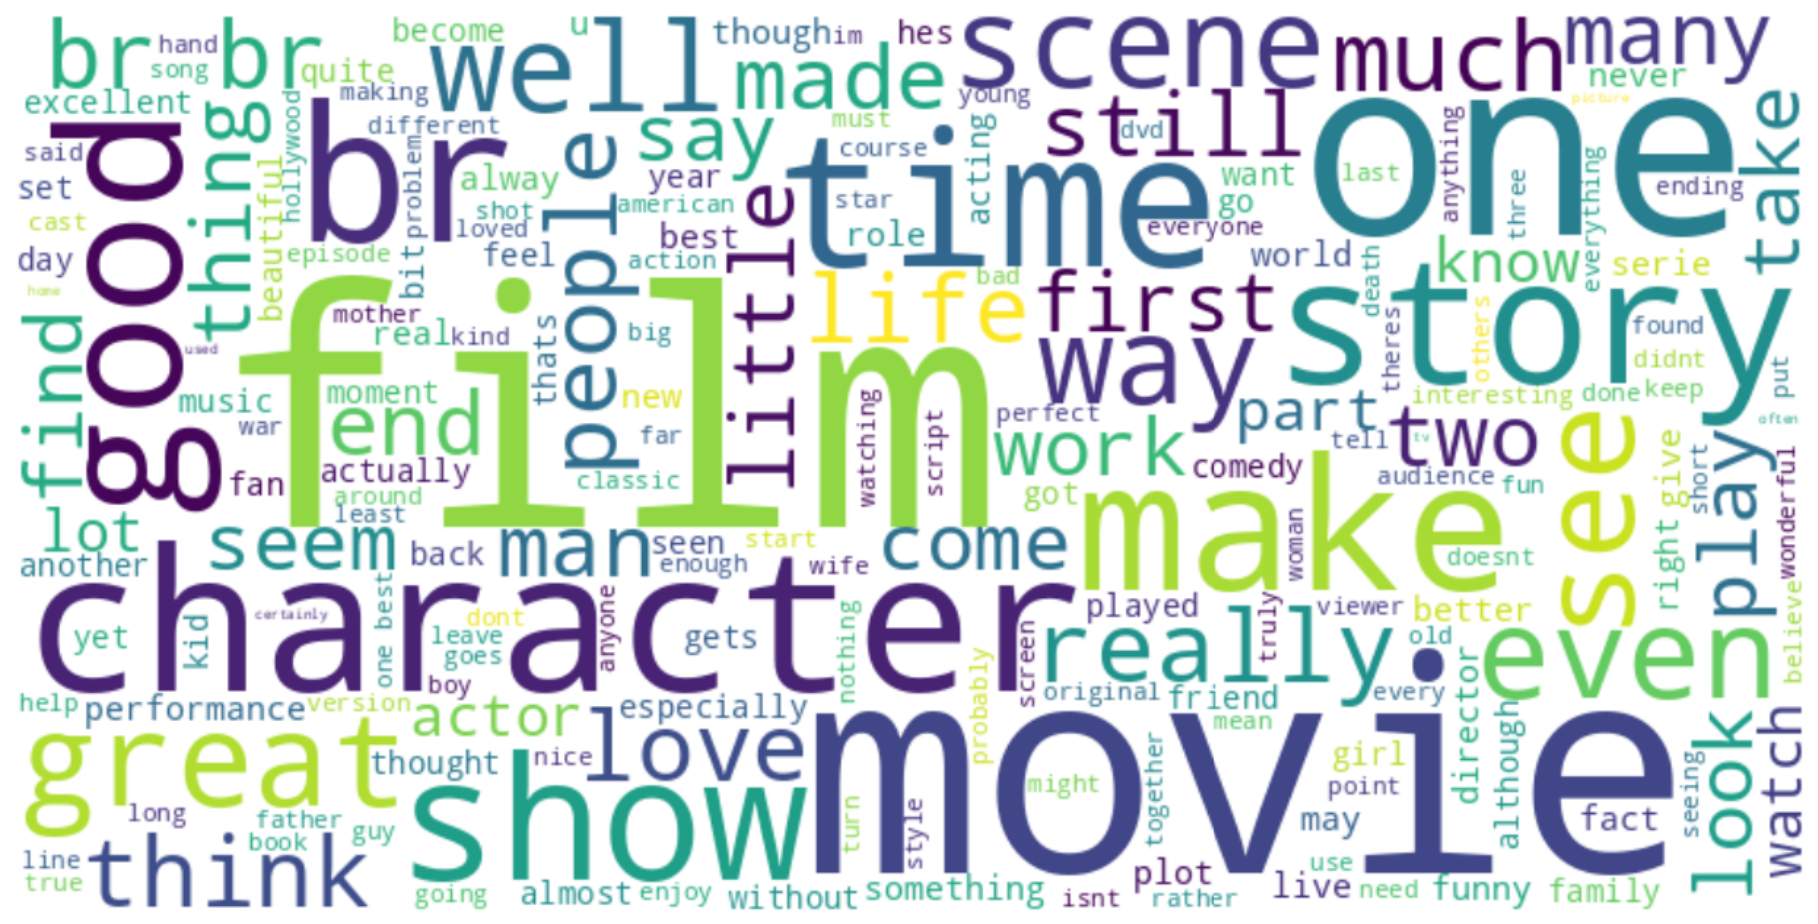 br
hand
br
song
quite
become
well
u
though
im
hes
made
scene
much
many
never
picture
excellent
making
different
young
must
said
good
thing
hollywood
br
problem
alway
people
say
year
time
course
acting
still
dvd
one
last
want
go
anything
three
everything
ending
take
set
cast
day
home
beautiful
episode
shot
loved
feel
bit
american
best
action
little
star
role
everyone
world
death
know
serie
find
used
mother
real
kind
film
thats
big
life
bad
first
story
found
others
theres
didnt
put
music
moment
war
end
new
far
way
perfect
part
interesting
done
keep
often
fan
actually
around
least
classic
watching
script
work
comedy
got
tell
two
tv
audience
fun
see
give
short
play
wonderful
lot
another
seem
back
man
seen
enough
start
wife
come
make
woman
doesnt
right
character
certainly
yet
kid
one best
dont
leave
goes
boy
anyone
gets
nothing
screen
played
really
truly
viewer
better
old
even
believe
help
performance
version
actor
especially
probably
original
friend
mean
every
director
although
great
thought
nice
love
movie
might
together
girl
point
seeing
look
watch
long
father
book
guy
show
turn
style
may
fact
line
true
think
going
almost
enjoy
without
something
isnt
plot
rather
live
use
need
funny
family